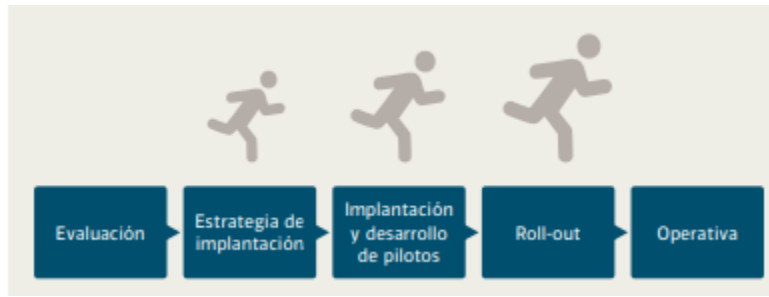 Evaluación
Estrategia de
implantación
Implantación
y desarrollo
de pilotos
Roll-out
Operativa